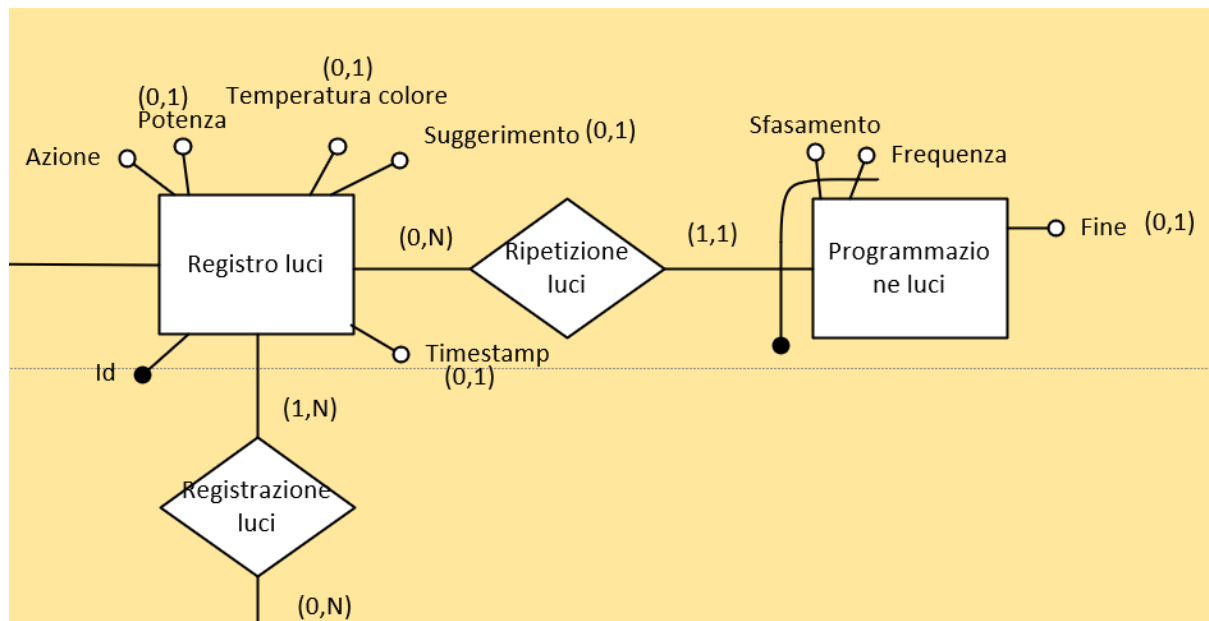 (0,1)
Temperatura colore
(0,1)
Potenza
Suggerimento (0,1)
Azione
Sfasamento
Frequenza
Registro luci
(0,N)
Ripetizione
luci
(1,1)
Programmazio
ne luci
Fine (0,1)
Timestamp
(0,1)
Id
(1,N)
Registrazione
luci
(0,N)